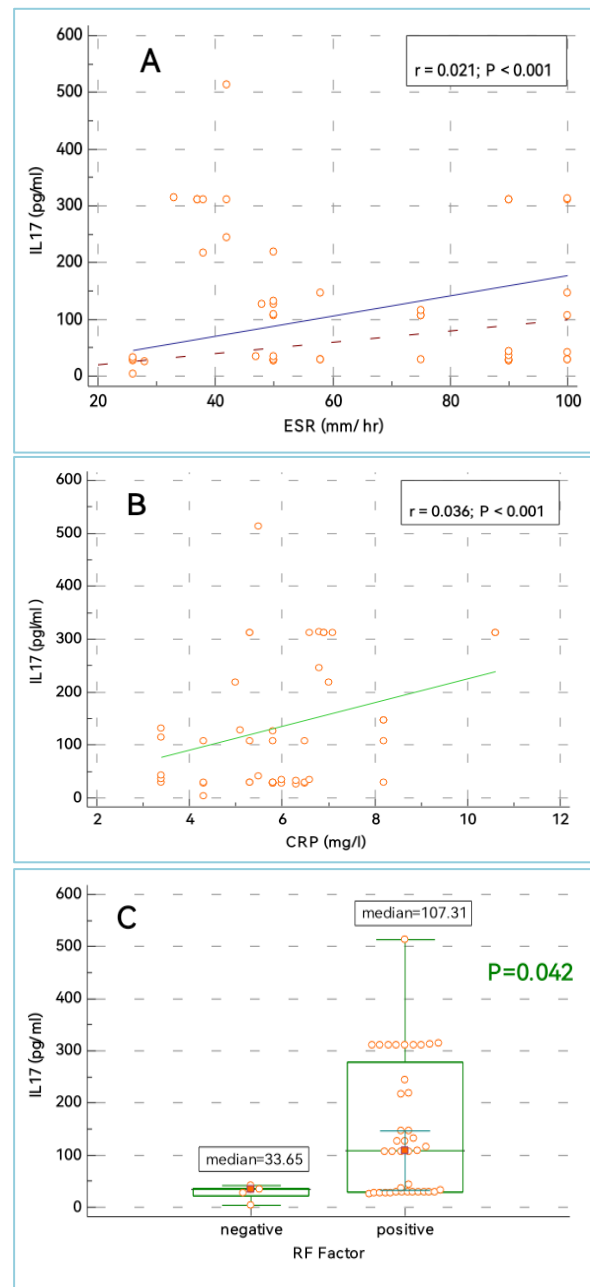 A
r = 0.021; P < 0.001
600
500
400
300
200
100
0
IL17 (pg/ml)
20 40 60 80 100
ESR (mm/ hr)
B
r = 0.036; P < 0.001
600
500
400
300
200
100
0
IL17 (pgl/ml)
2 4 6 8 10 12
CRP (mg/l)
C
median=107.31
P=0.042
median=33.65
600
500
400
300
200
100
0
IL17 (pg/ml)
negative positive
RF Factor